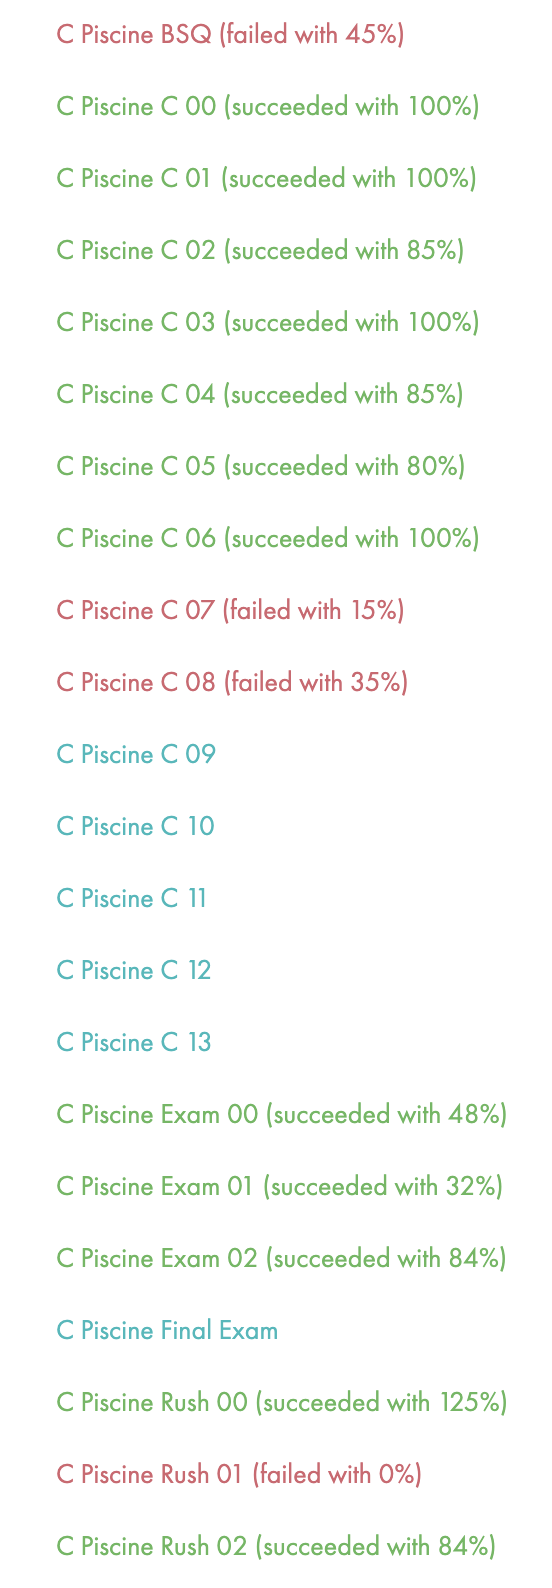 C Piscine BSQ (failed with 45%)
C Piscine C 00 (succeeded with 100%)
C Piscine C 01 (succeeded with 100%)
C Piscine C 02 (succeeded with 85%)
C Piscine C 03 (succeeded with 100%)
C Piscine C 04 (succeeded with 85%)
C Piscine C 05 (succeeded with 80%)
C Piscine C 06 (succeeded with 100%)
C Piscine C 07 (failed with 15%)
C Piscine C 08 (failed with 35%)
C Piscine C 09
C Piscine C 10
C Piscine C 11
C Piscine C 12
C Piscine C 13
C Piscine Exam 00 (succeeded with 48%)
C Piscine Exam 01 (succeeded with 32%)
C Piscine Exam 02 (succeeded with 84%)
C Piscine Final Exam
C Piscine Rush 00 (succeeded with 125%)
C Piscine Rush 01 (failed with 0%)
C Piscine Rush 02 (succeeded with 84%)